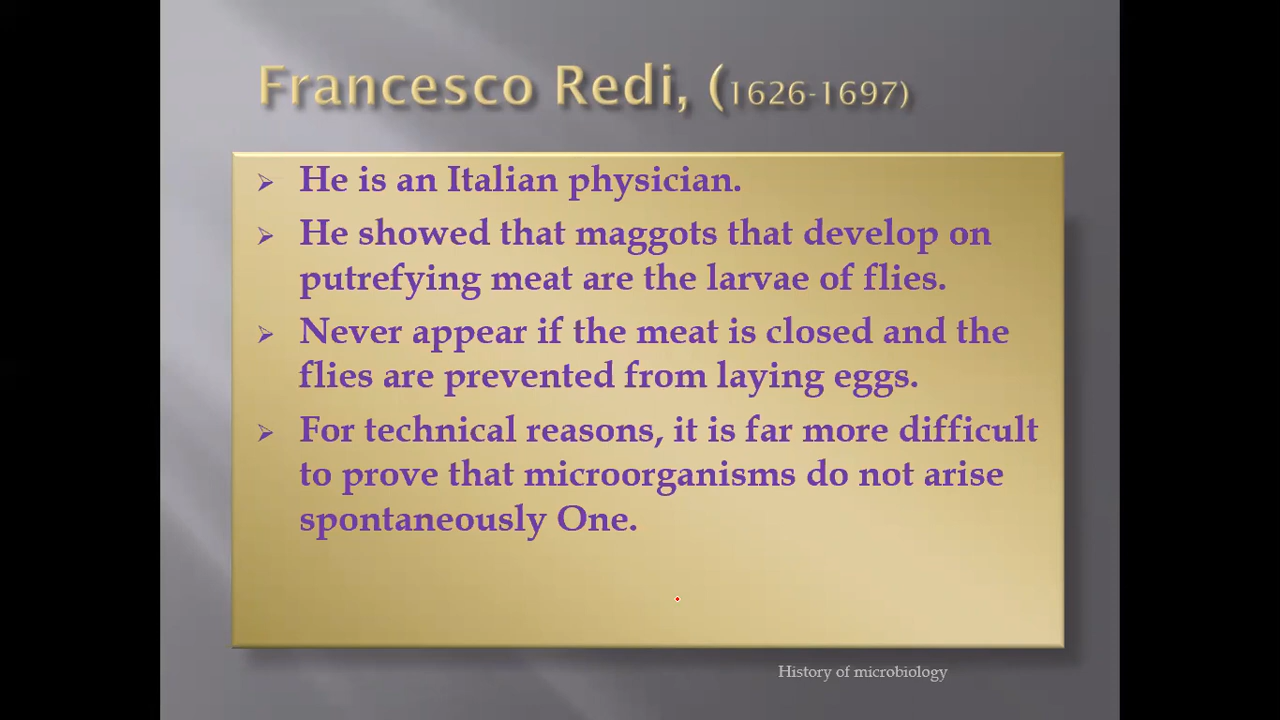 Francesco Redi, (1626-1697)
He is an Italian physician.
He showed that maggots that develop on
putrefying meat are the larvae of flies.
Never appear if the meat is closed and the
flies are prevented from laying eggs.
For technical reasons, it is far more difficult
to prove that microorganisms do not arise
spontaneously One.
History of microbiology